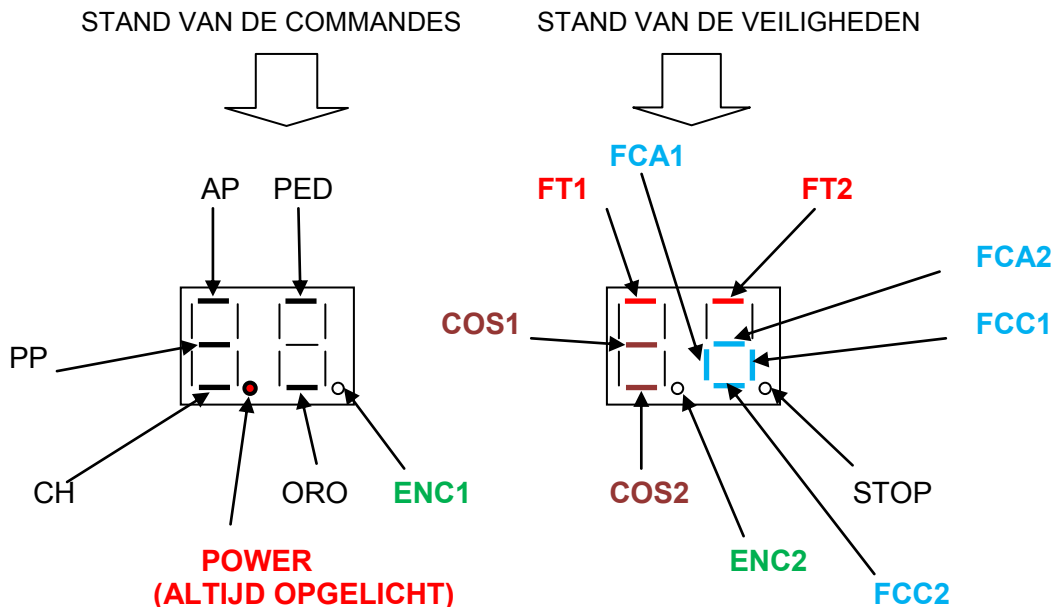 STAND VAN DE COMMANDES
STAND VAN DE VEILIGHEDEN
AP
PED
PP
CH
ORO
ENC1
POWER
(ALTIJD OPGELICHT)
FCA1
FT1
FT2
FCA2
COS1
FCC1
COS2
STOP
ENC2
FCC2